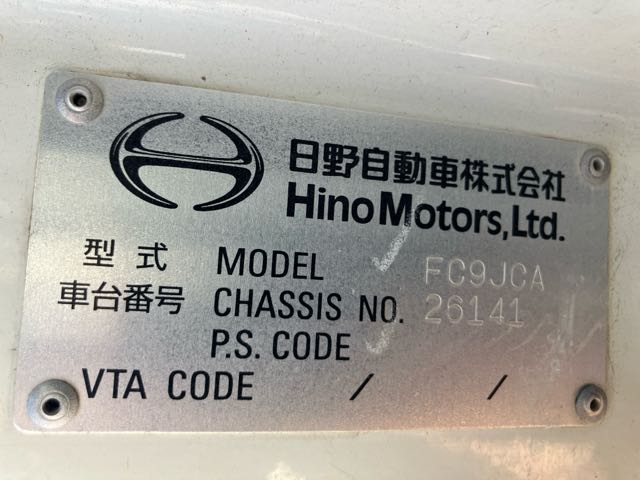 日野自動車株式会社
Hino Motors, Ltd.
型式 MODEL FC9JCA
車台番号 CHASSIS NO. 26141
P.S. CODE
VTA CODE / /